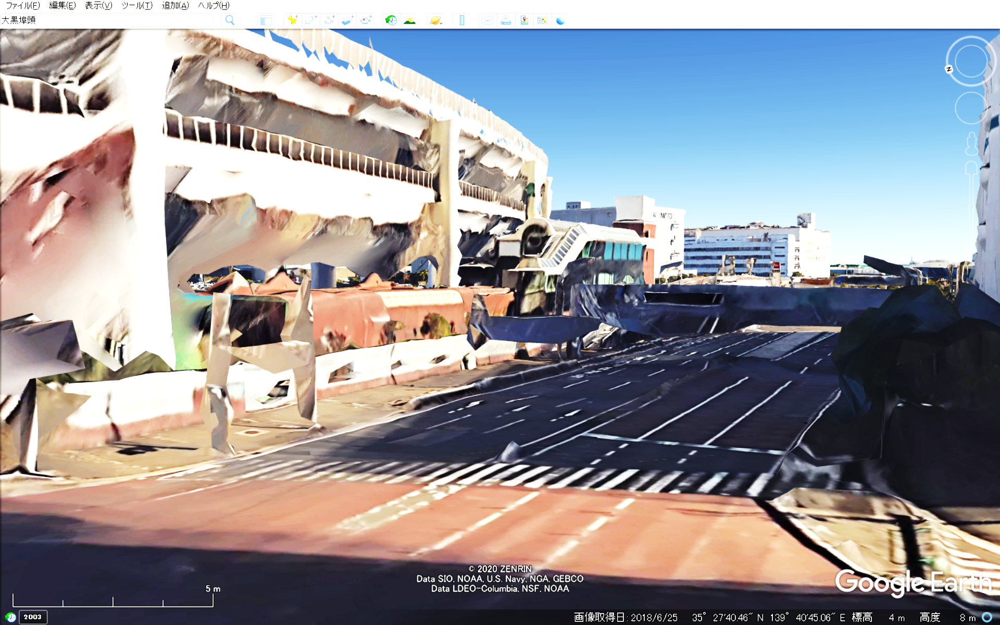 ファイル(F) 編集(E) 表示(V) ツール(T) 追加(A) ヘルプ(H)
大黒埠頭
N
© 2020 ZENRIN
Data SIO, NOAA, U.S. Navy, NGA, GEBCO
Data LDEO-Columbia, NSF, NOAA
Google Earth
5 m
2003
画像取得日: 2018/6/25 35° 27'40.46" N 139° 40'45.06" E 標高 4 m 高度 8 m